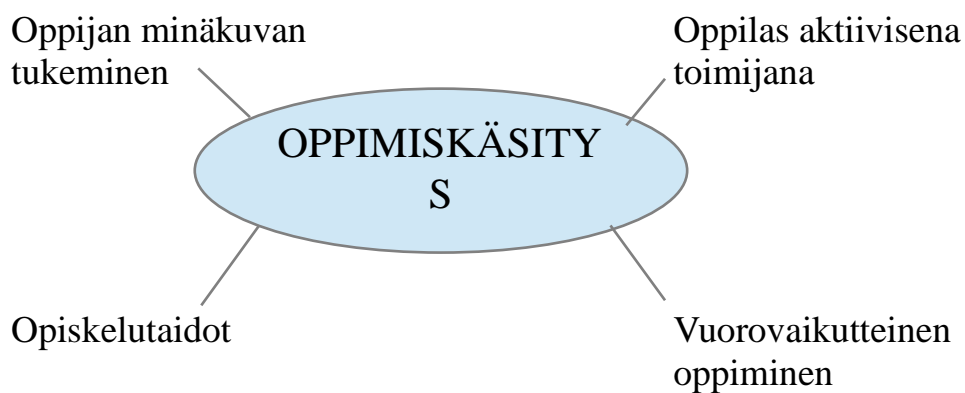 Oppijan minäkuvan
tukeminen
Oppilas aktiivisena
toimijana
OPPIMISKÄSITY
S
Opiskelutaidot
Vuorovaikutteinen
oppiminen